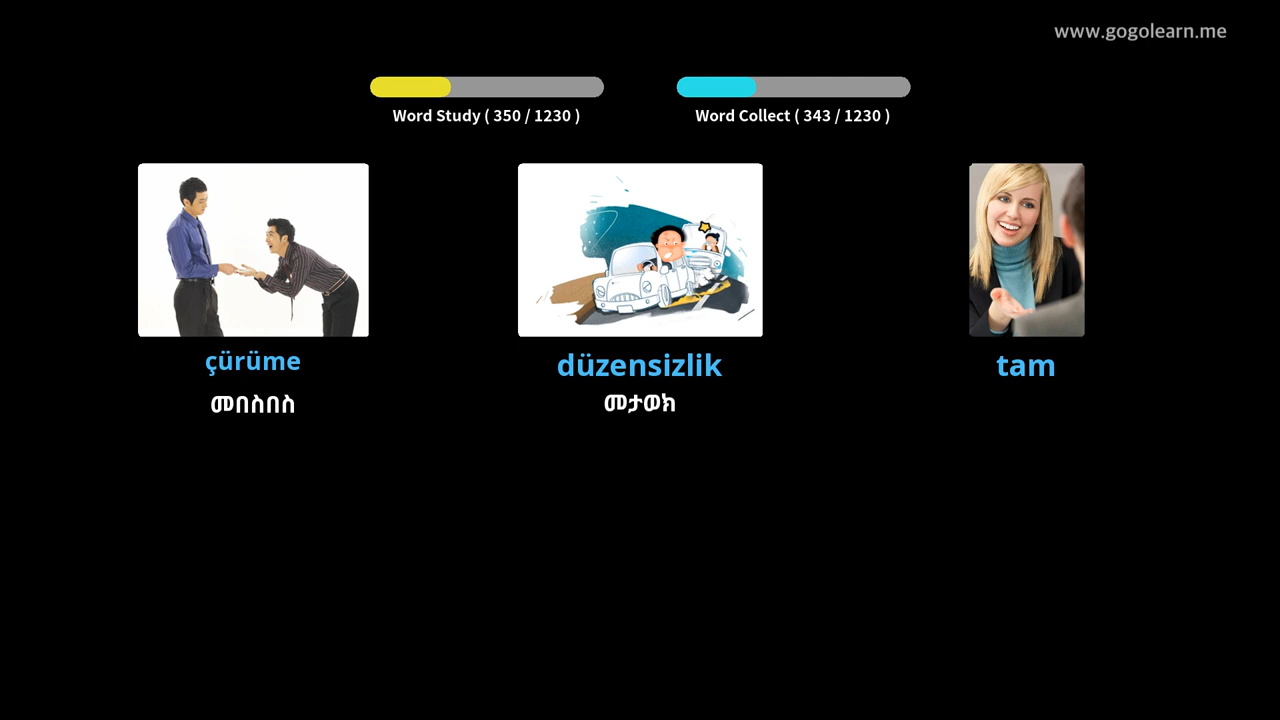 www.gogolearn.me
Word Study ( 350 / 1230 )
Word Collect ( 343 / 1230 )
çürüme
መበስበስ
düzensizlik
መታወክ
tam